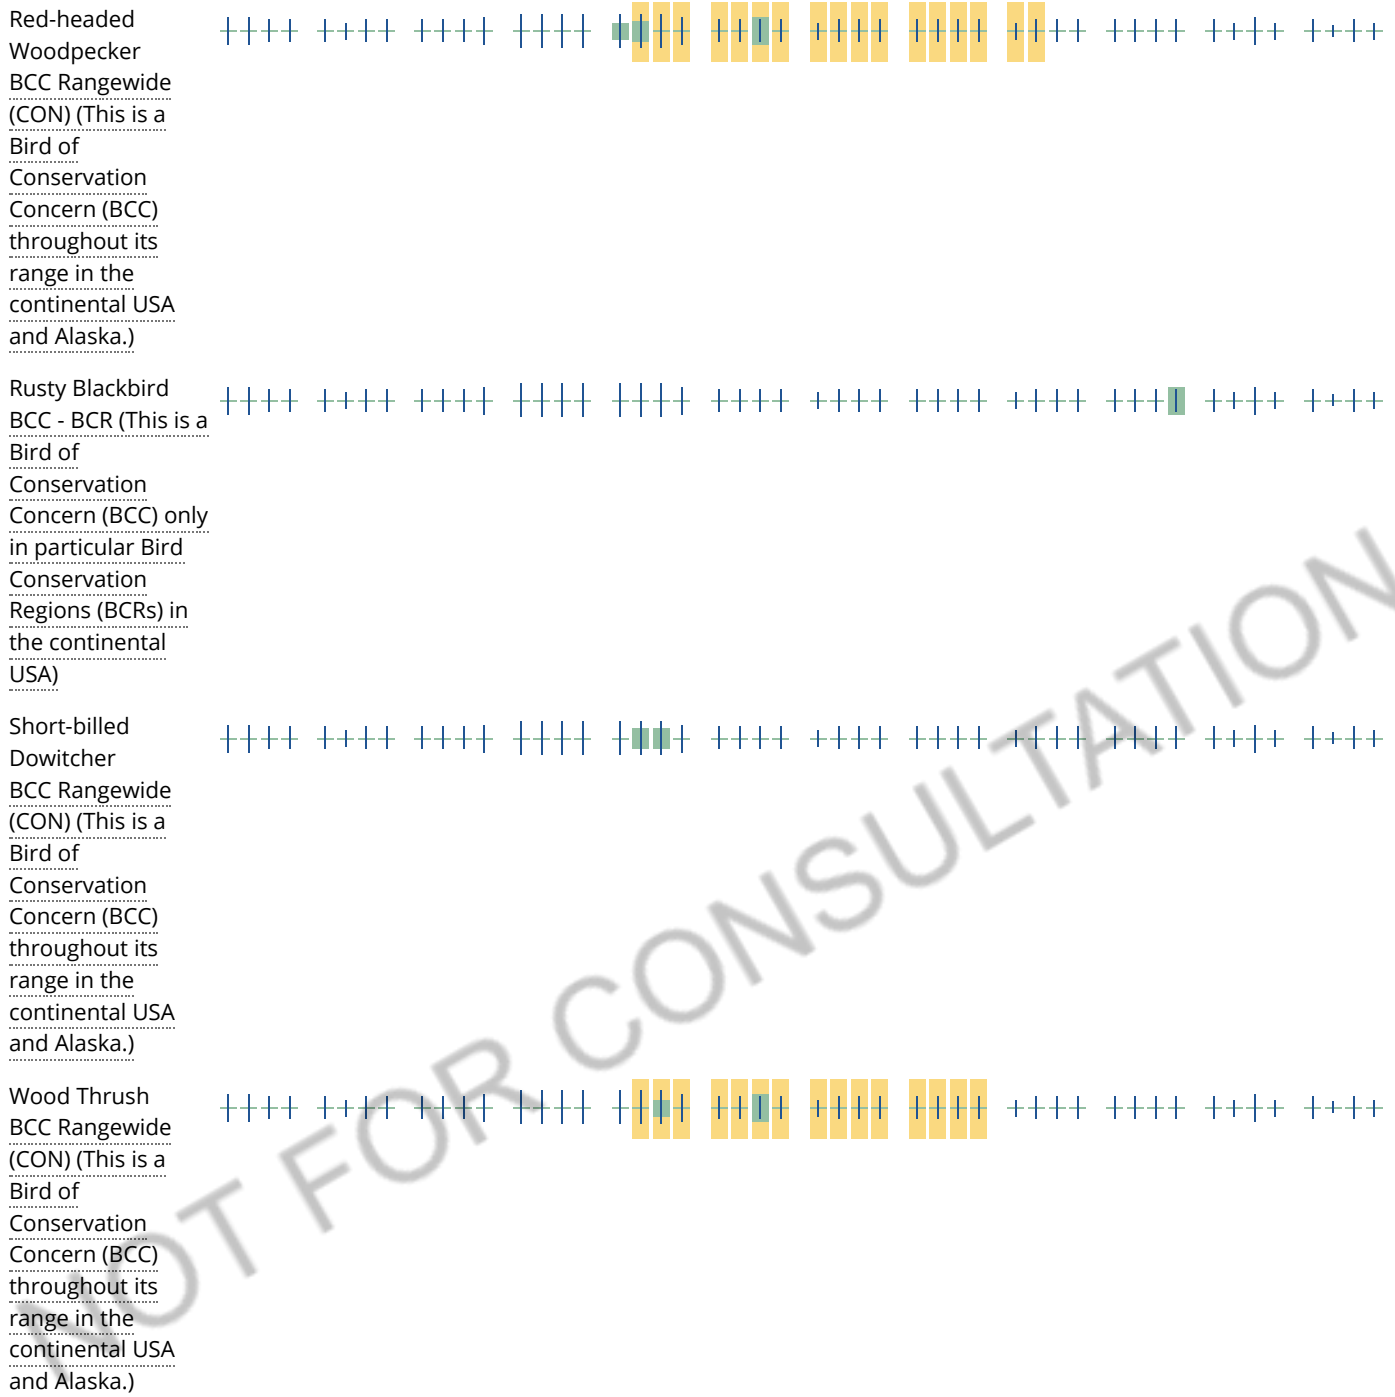 Red-headed
Woodpecker
BCC Rangewide
(CON) (This is a
Bird of
Conservation
Concern (BCC)
throughout its
range in the
continental USA
and Alaska.)
Rusty Blackbird
BCC - BCR (This is a
Bird of
Conservation
Concern (BCC) only
in particular Bird
Conservation
Regions (BCRs) in
the continental
USA)
Short-billed
Dowitcher
BCC Rangewide
(CON) (This is a
Bird of
Conservation
Concern (BCC)
throughout its
range in the
continental USA
and Alaska.)
Wood Thrush
BCC Rangewide
(CON) (This is a
Bird of
Conservation
Concern (BCC)
throughout its
range in the
continental USA
and Alaska.)
NOT FOR CONSULTATION